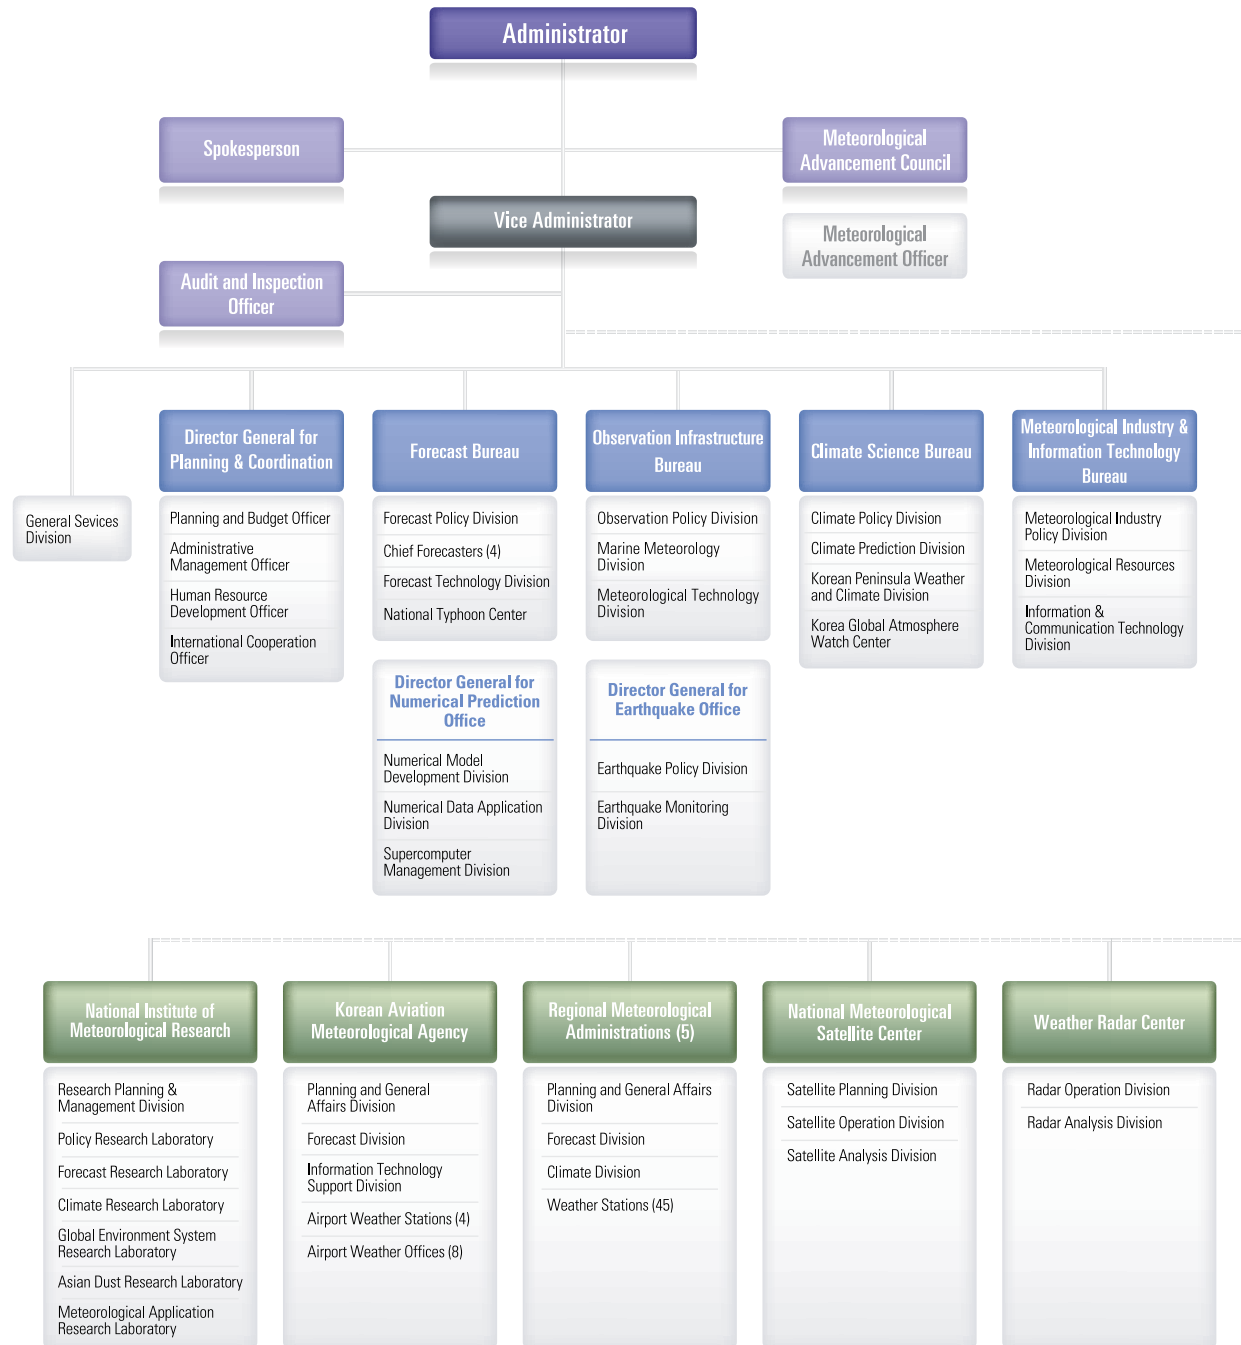 Administrator
Spokesperson
Meteorological
Advancement Council
Vice Administrator
Meteorological
Advancement Officer
Audit and Inspection
Officer
Director General for
Planning & Coordination
Forecast Bureau
Observation Infrastructure
Bureau
Climate Science Bureau
Meteorological Industry &
Information Technology
Bureau
General Sevices
Division
Planning and Budget Officer
Administrative
Management Officer
Human Resource
Development Officer
International Cooperation
Officer
Forecast Policy Division
Chief Forecasters (4)
Forecast Technology Division
National Typhoon Center
Observation Policy Division
Marine Meteorology
Division
Meteorological Technology
Division
Climate Policy Division
Climate Prediction Division
Korean Peninsula Weather
and Climate Division
Korea Global Atmosphere
Watch Center
Meteorological Industry
Policy Division
Meteorological Resources
Division
Information &
Communication Technology
Division
Director General for
Numerical Prediction
Office
Numerical Model
Development Division
Numerical Data Application
Division
Supercomputer
Management Division
Director General for
Earthquake Office
Earthquake Policy Division
Earthquake Monitoring
Division
National Institute of
Meteorological Research
Research Planning &
Management Division
Policy Research Laboratory
Forecast Research Laboratory
Climate Research Laboratory
Global Environment System
Research Laboratory
Asian Dust Research Laboratory
Meteorological Application
Research Laboratory
Korean Aviation
Meteorological Agency
Planning and General
Affairs Division
Forecast Division
Information Technology
Support Division
Airport Weather Stations (4)
Airport Weather Offices (8)
Regional Meteorological
Administrations (5)
Planning and General Affairs
Division
Forecast Division
Climate Division
Weather Stations (45)
National Meteorological
Satellite Center
Satellite Planning Division
Satellite Operation Division
Satellite Analysis Division
Weather Radar Center
Radar Operation Division
Radar Analysis Division